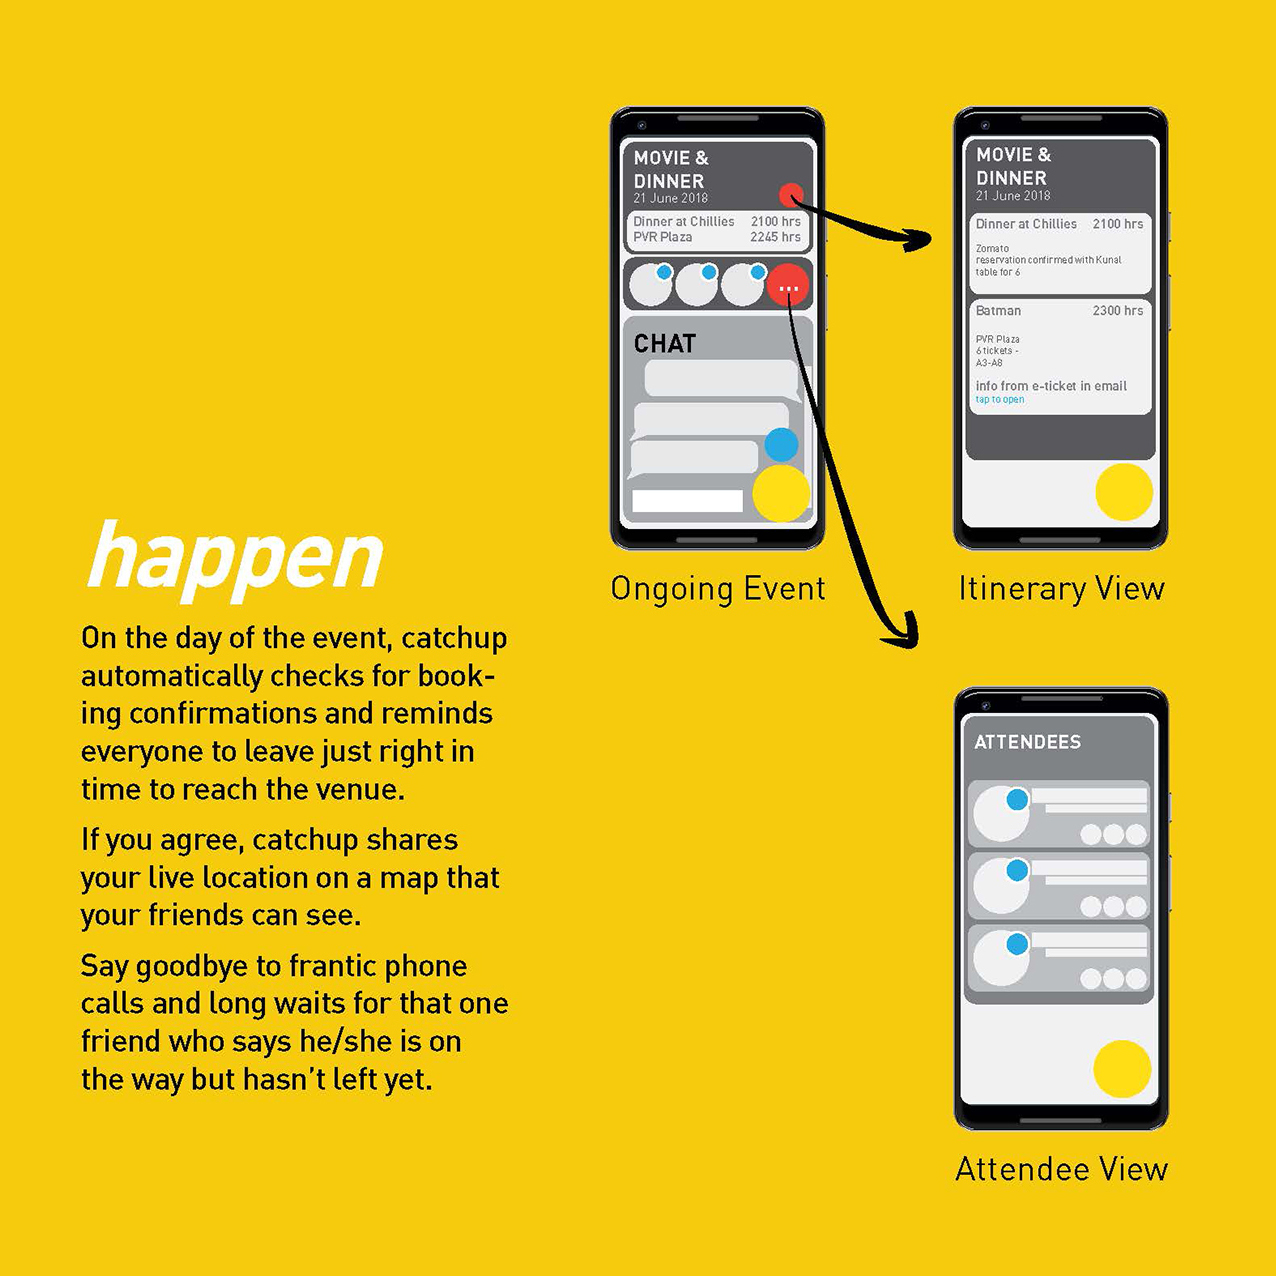 happen
On the day of the event, catchup
automatically checks for book-
ing confirmations and reminds
everyone to leave just right in
time to reach the venue.
If you agree, catchup shares
your live location on a map that
your friends can see.
Say goodbye to frantic phone
calls and long waits for that one
friend who says he/she is on
the way but hasn't left yet.
MOVIE &
DINNER
21 June 2018
Dinner at Chillies 2100 hrs
PVR Plaza 2245 hrs
...
CHAT
Ongoing Event
MOVIE &
DINNER
21 June 2018
Dinner at Chillies 2100 hrs
Zomato
reservation confirmed with Kunal
table for 6
Batman 2300 hrs
PVR Plaza
6 tickets -
A3-A8
info from e-ticket in email
tap to open
Itinerary View
ATTENDEES
Attendee View